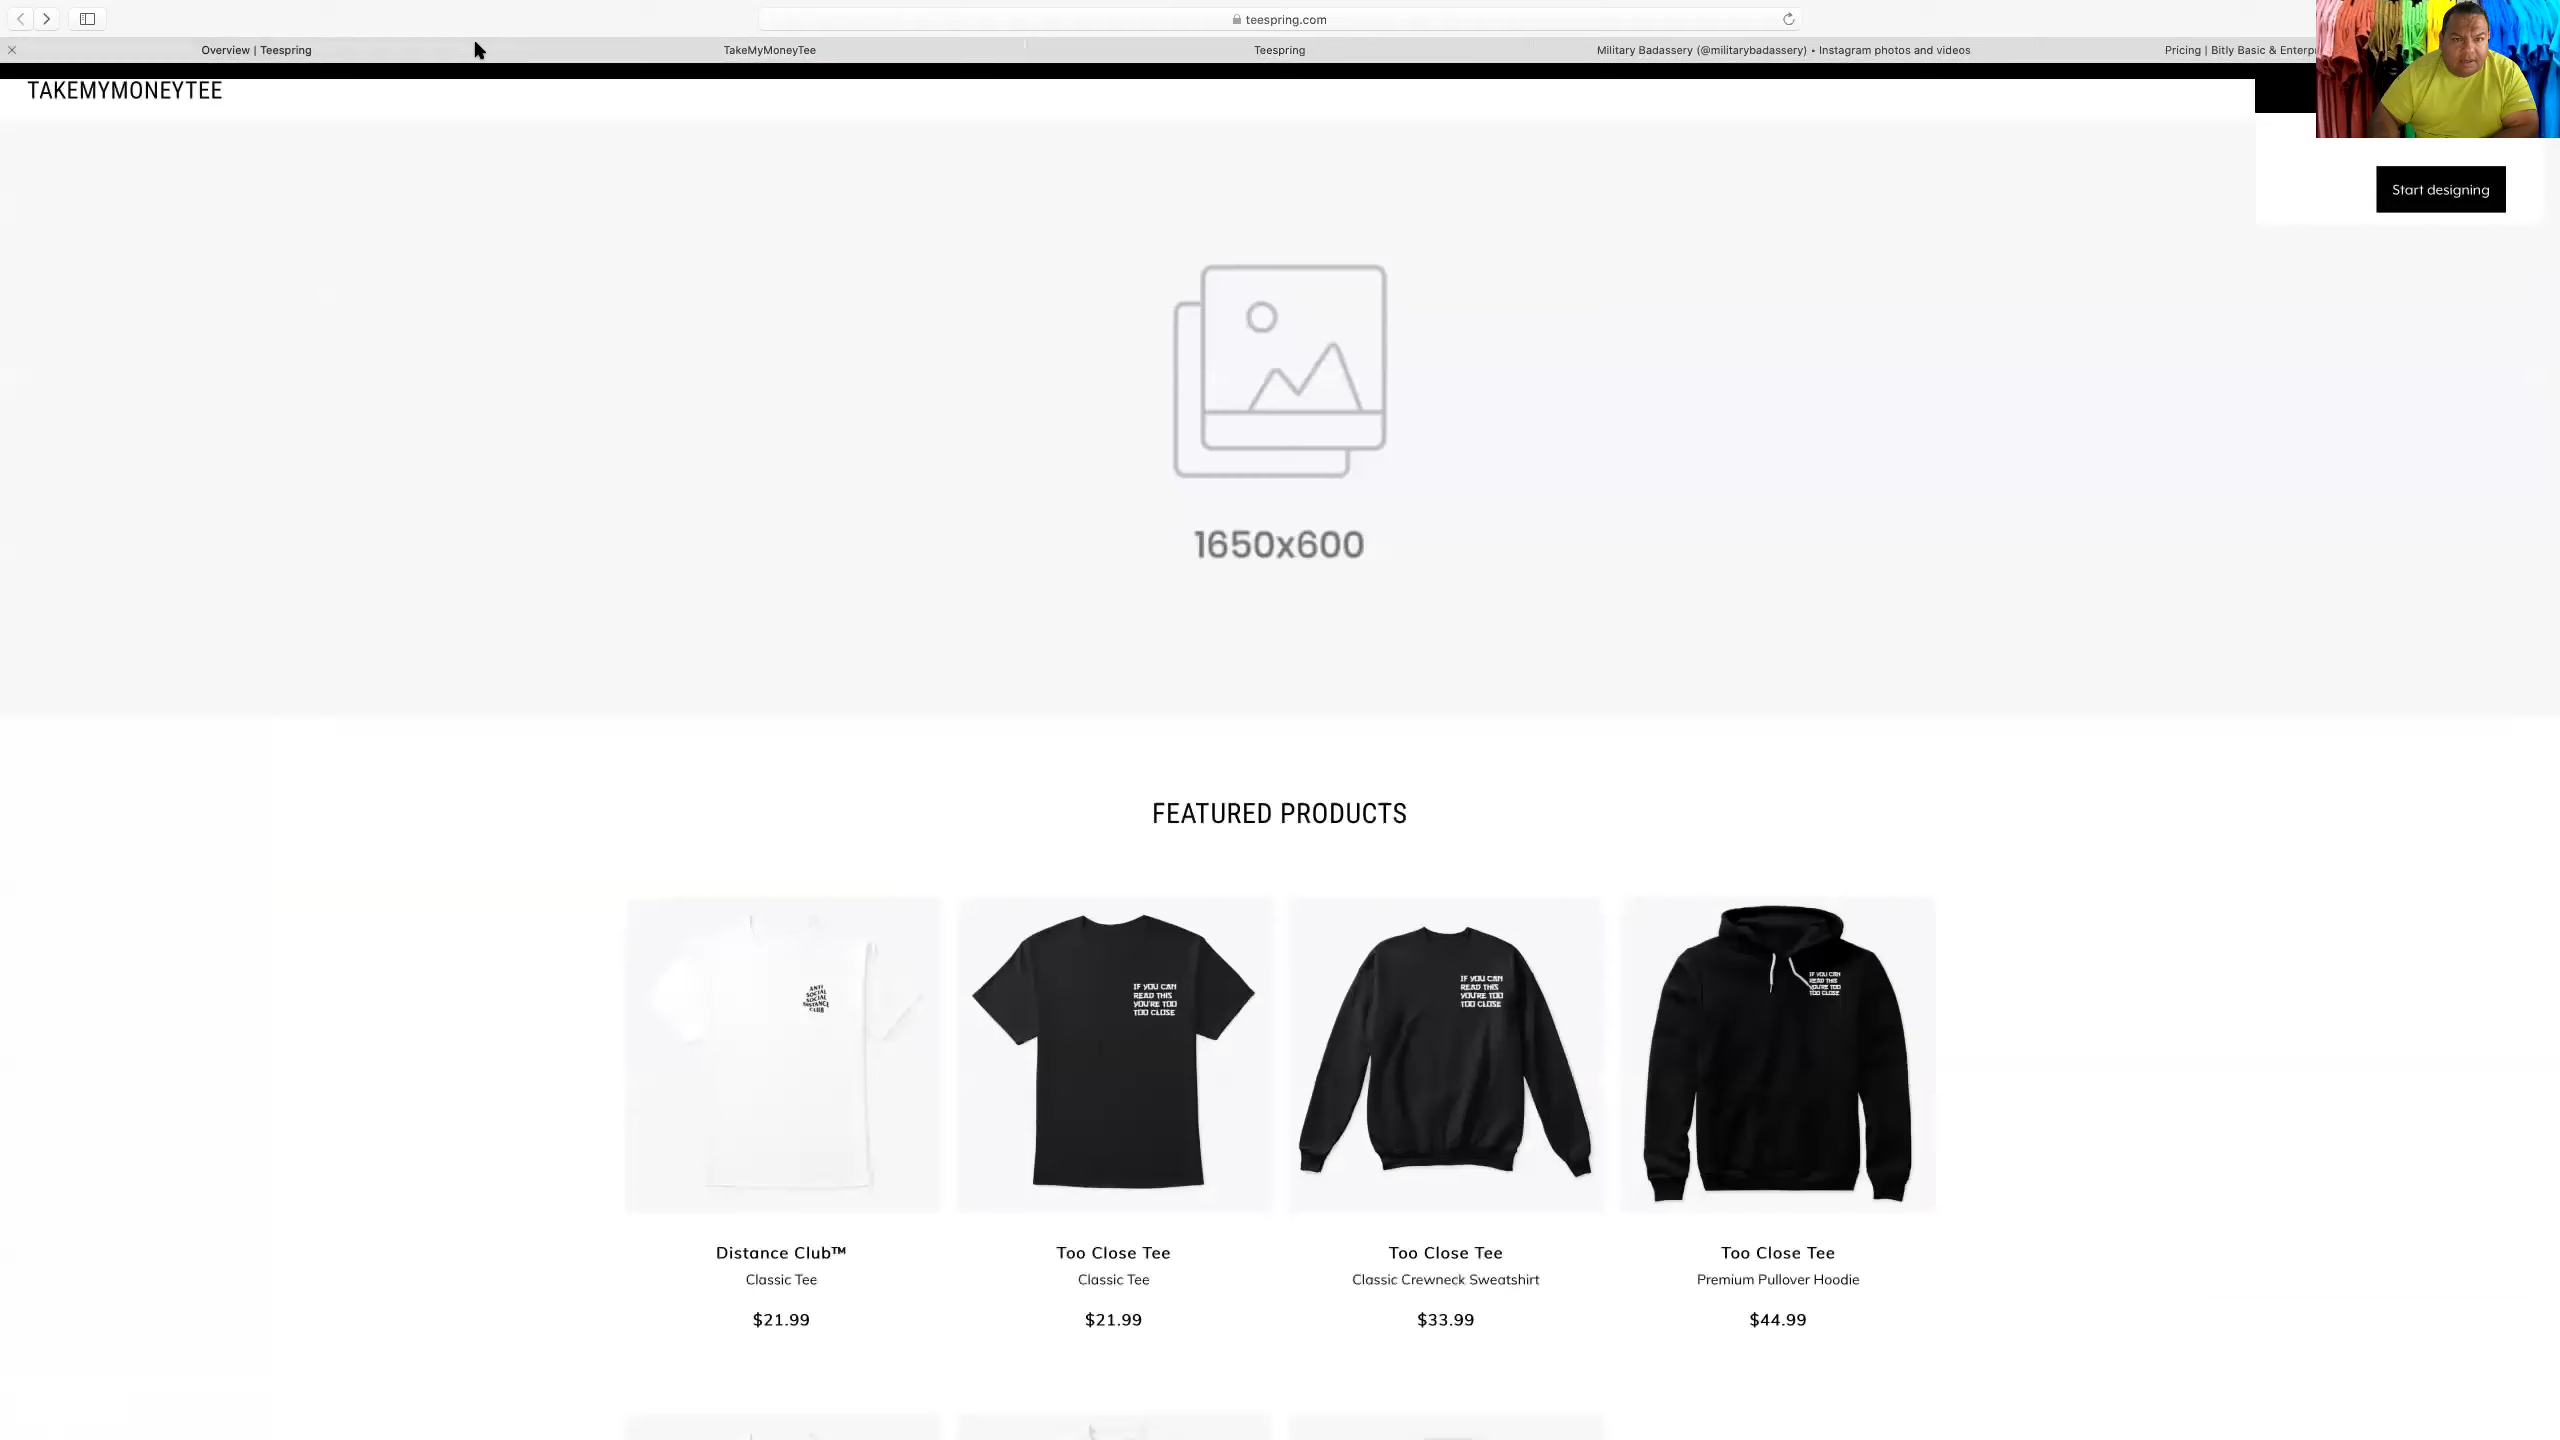 teespring.com
Overview | Teespring
TakeMyMoneyTee
Teespring
Military Badassery (@militarybadassery) • Instagram photos and videos
Pricing | Bitly Basic &
TAKEMYMONEYTEE
Start designing
1650x600
FEATURED PRODUCTS
ANTI
SOCIAL
SOCIAL
DISTANCE
CLUB
IF YOU CAN
READ THIS
YOU'RE TOO
TOO CLOSE
IF YOU CAN
READ THIS
YOU'RE TOO
TOO CLOSE
IF YOU CAN
READ THIS
YOU'RE TOO
TOO CLOSE
Distance Club™
Classic Tee
$21.99
Too Close Tee
Classic Tee
$21.99
Too Close Tee
Classic Crewneck Sweatshirt
$33.99
Too Close Tee
Premium Pullover Hoodie
$44.99